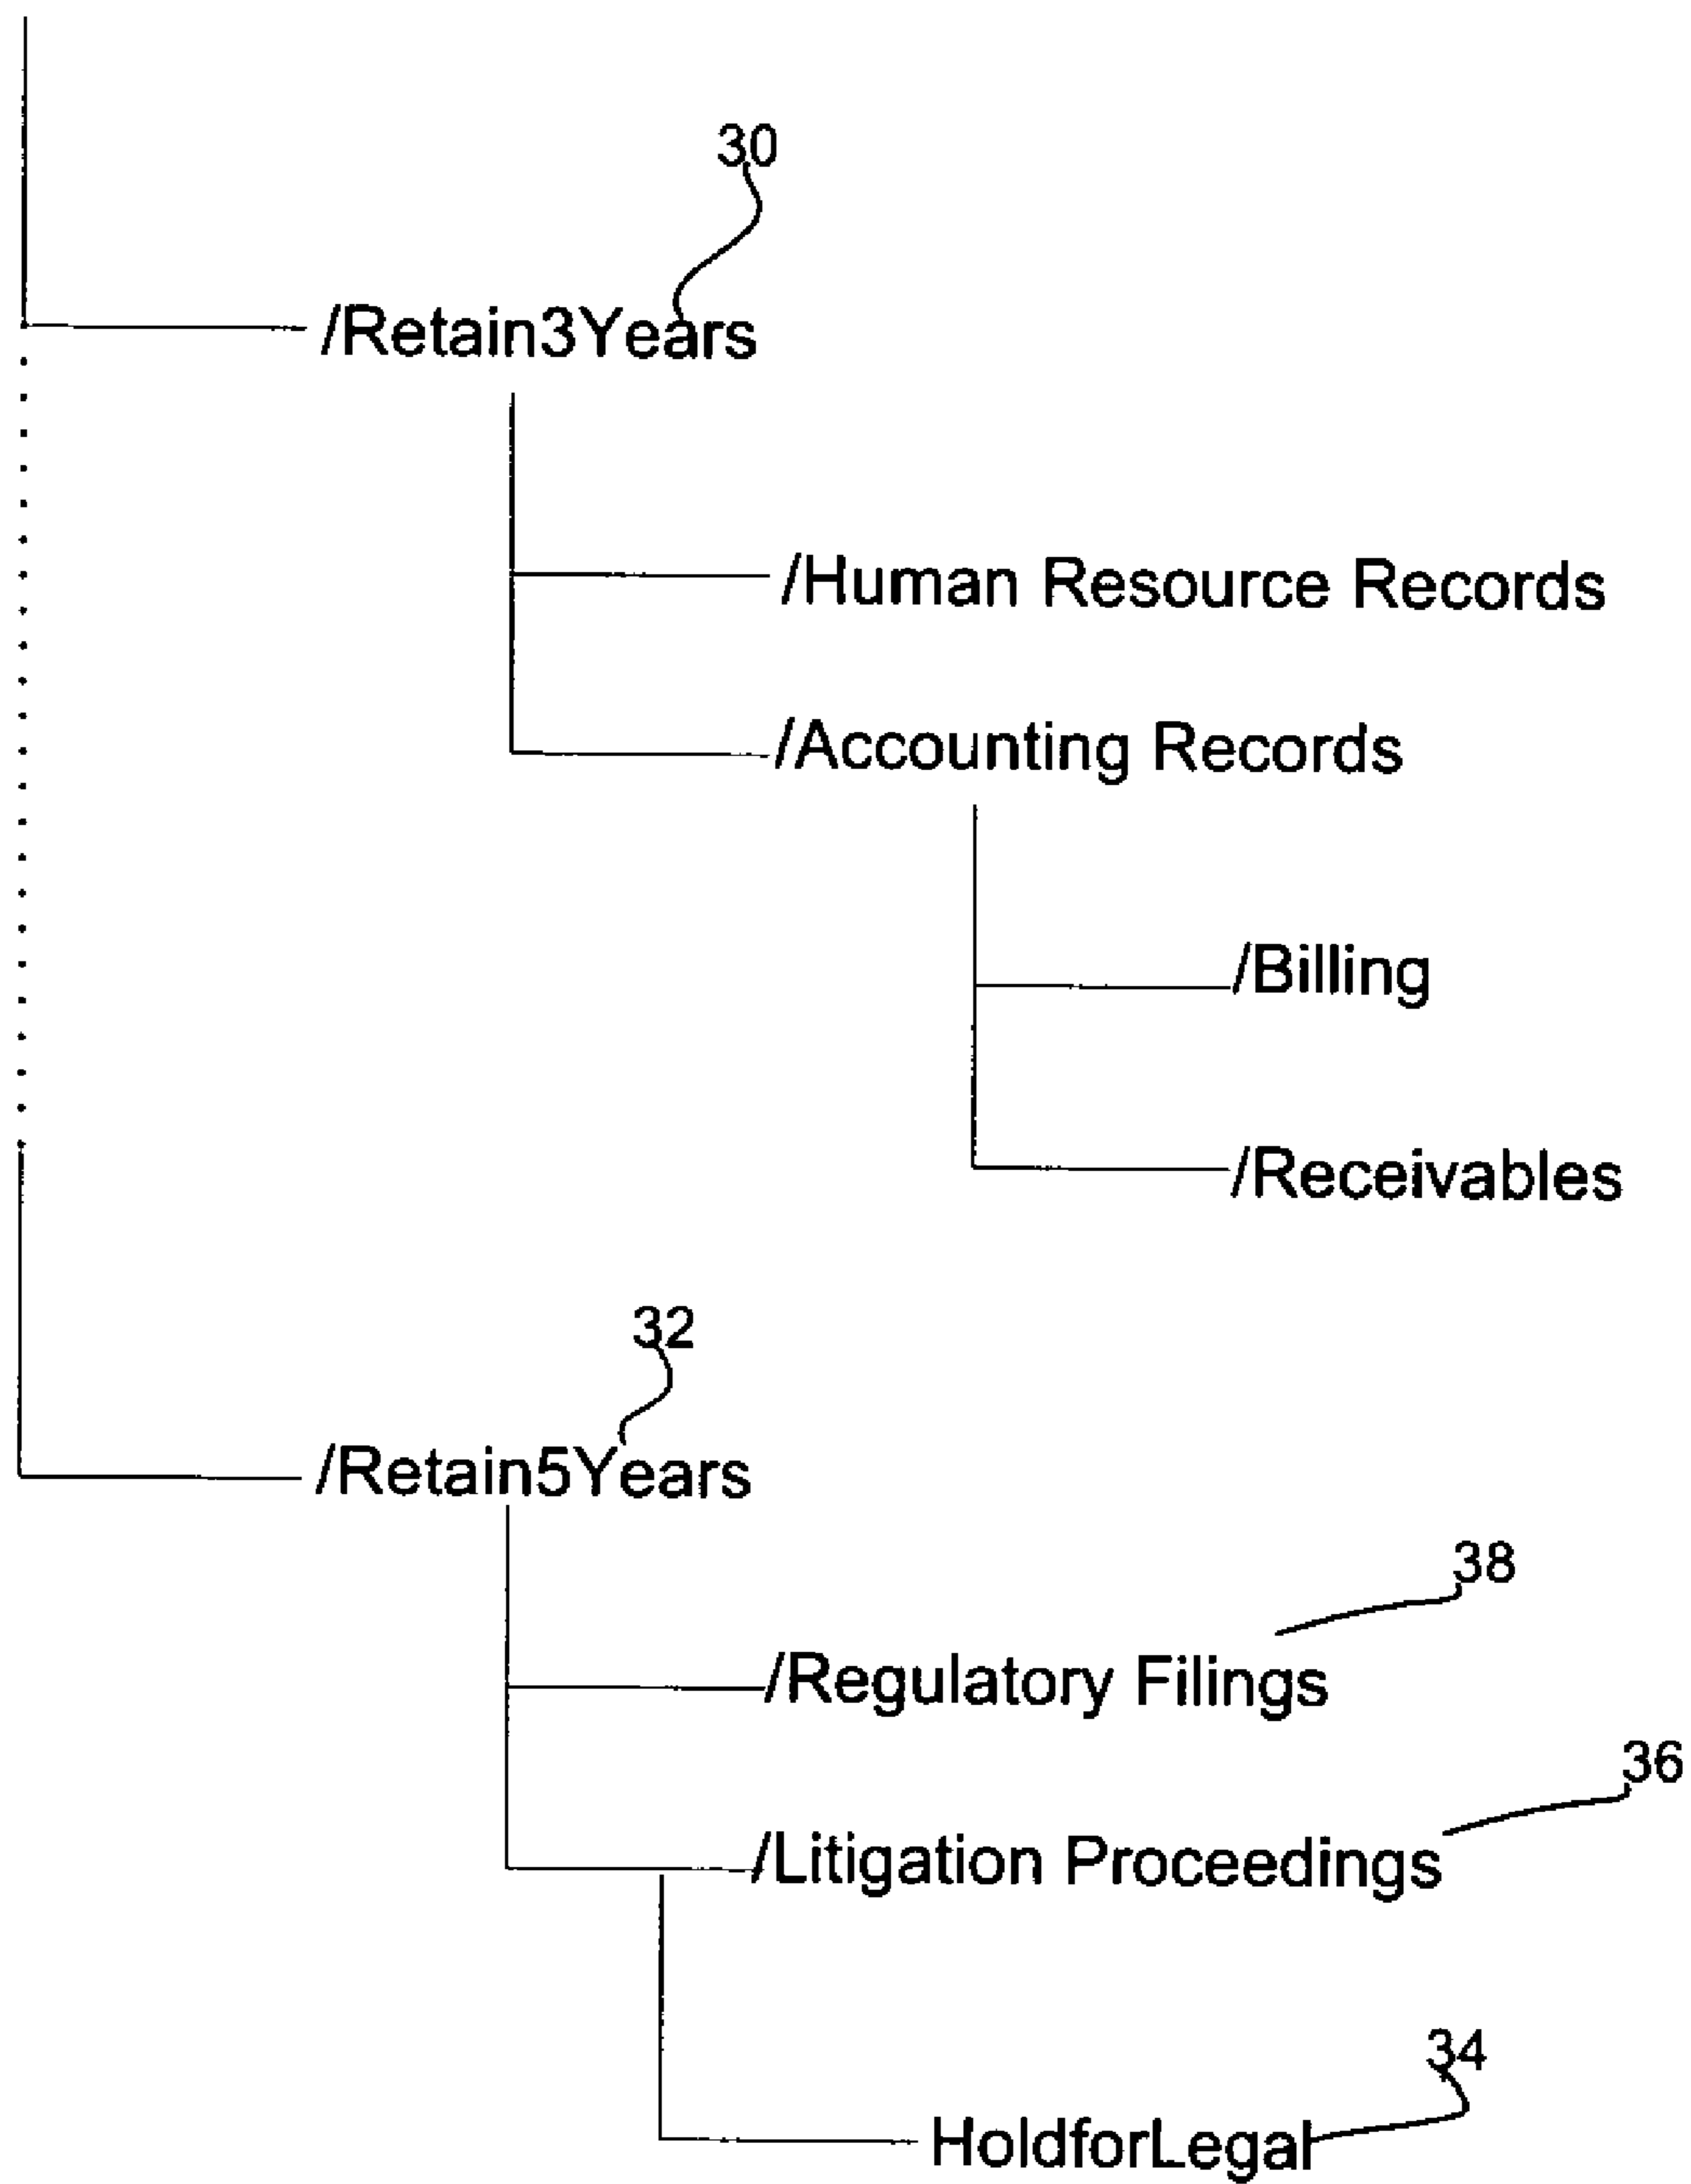 30
/Retain3Years
/Human Resource Records
/Accounting Records
/Billing
/Receivables
32
/Retain5Years
38
/Regulatory Filings
36
/Litigation Proceedings
34
HoldforLegal